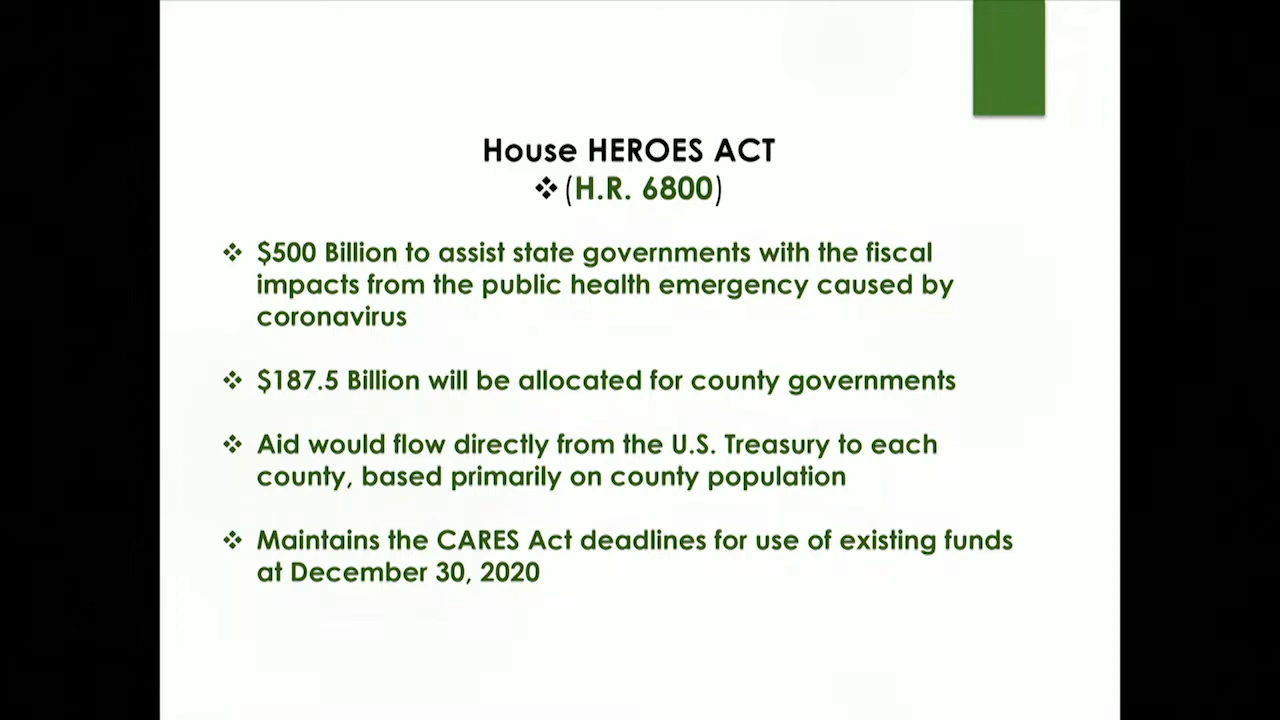 House HEROES ACT
❖ (H.R. 6800)
❖ $500 Billion to assist state governments with the fiscal
impacts from the public health emergency caused by
coronavirus
❖ $187.5 Billion will be allocated for county governments
❖ Aid would flow directly from the U.S. Treasury to each
county, based primarily on county population
❖ Maintains the CARES Act deadlines for use of existing funds
at December 30, 2020